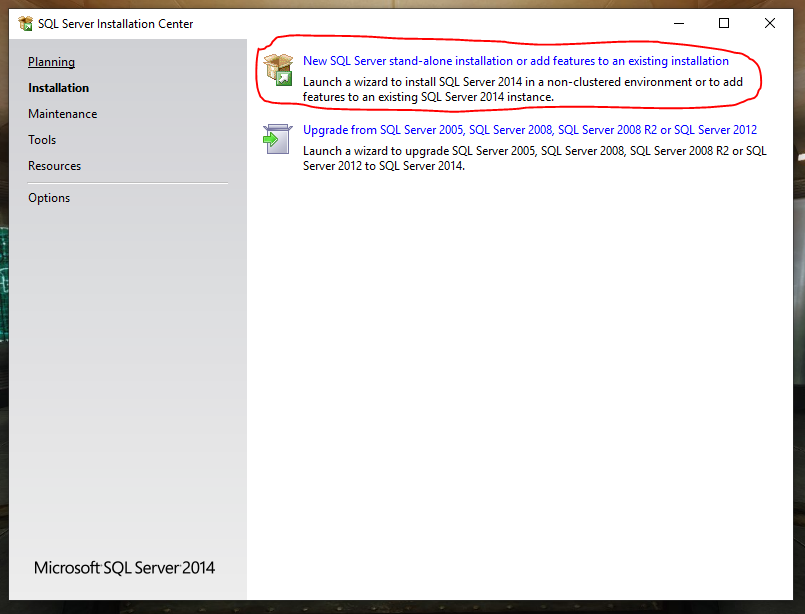 SQL Server Installation Center
Planning
Installation
Maintenance
Tools
Resources
Options
New SQL Server stand-alone installation or add features to an existing installation
Launch a wizard to install SQL Server 2014 in a non-clustered environment or to add
features to an existing SQL Server 2014 instance.
Upgrade from SQL Server 2005, SQL Server 2008, SQL Server 2008 R2 or SQL Server 2012
Launch a wizard to upgrade SQL Server 2005, SQL Server 2008, SQL Server 2008 R2 or SQL
Server 2012 to SQL Server 2014.
Microsoft SQL Server 2014